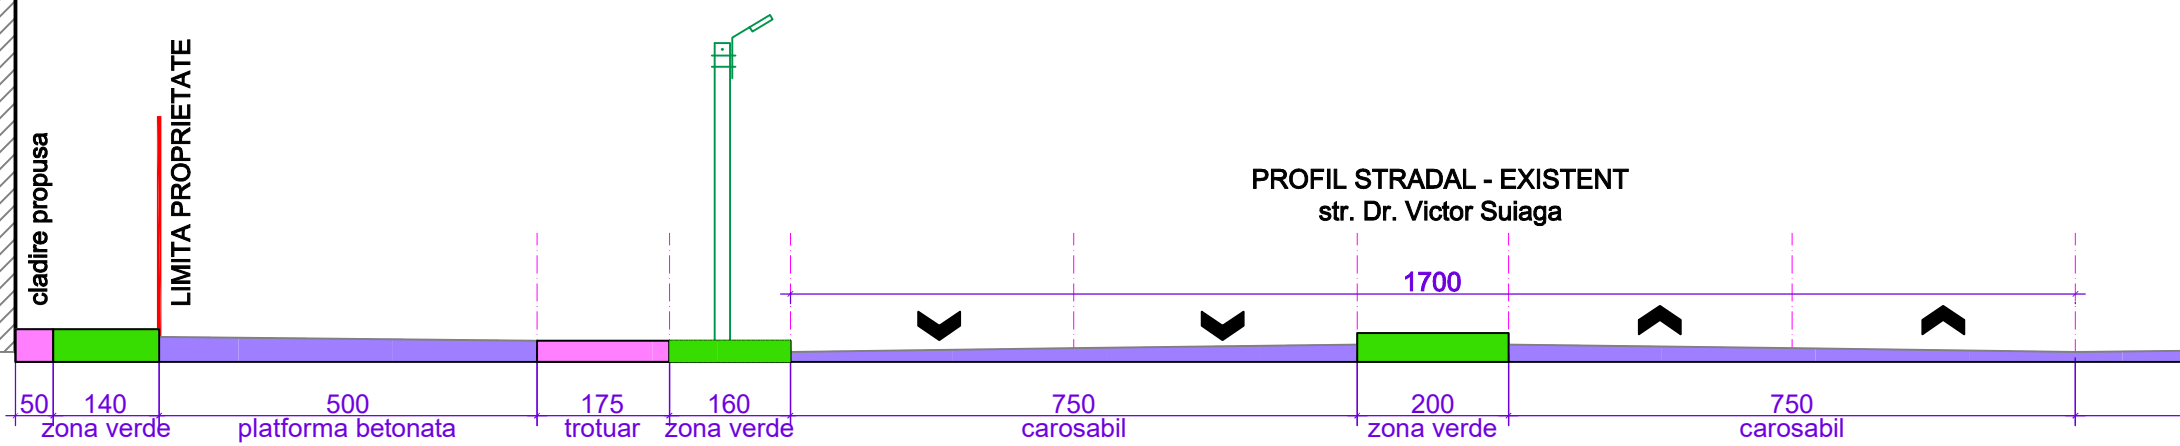 cladire propusa
LIMITA PROPRIETATE
PROFIL STRADAL - EXISTENT
str. Dr. Victor Suiaga
1700
50 140 500 175 160 750 200 750
zona verde platforma betonata trotuar zona verde carosabil zona verde carosabil